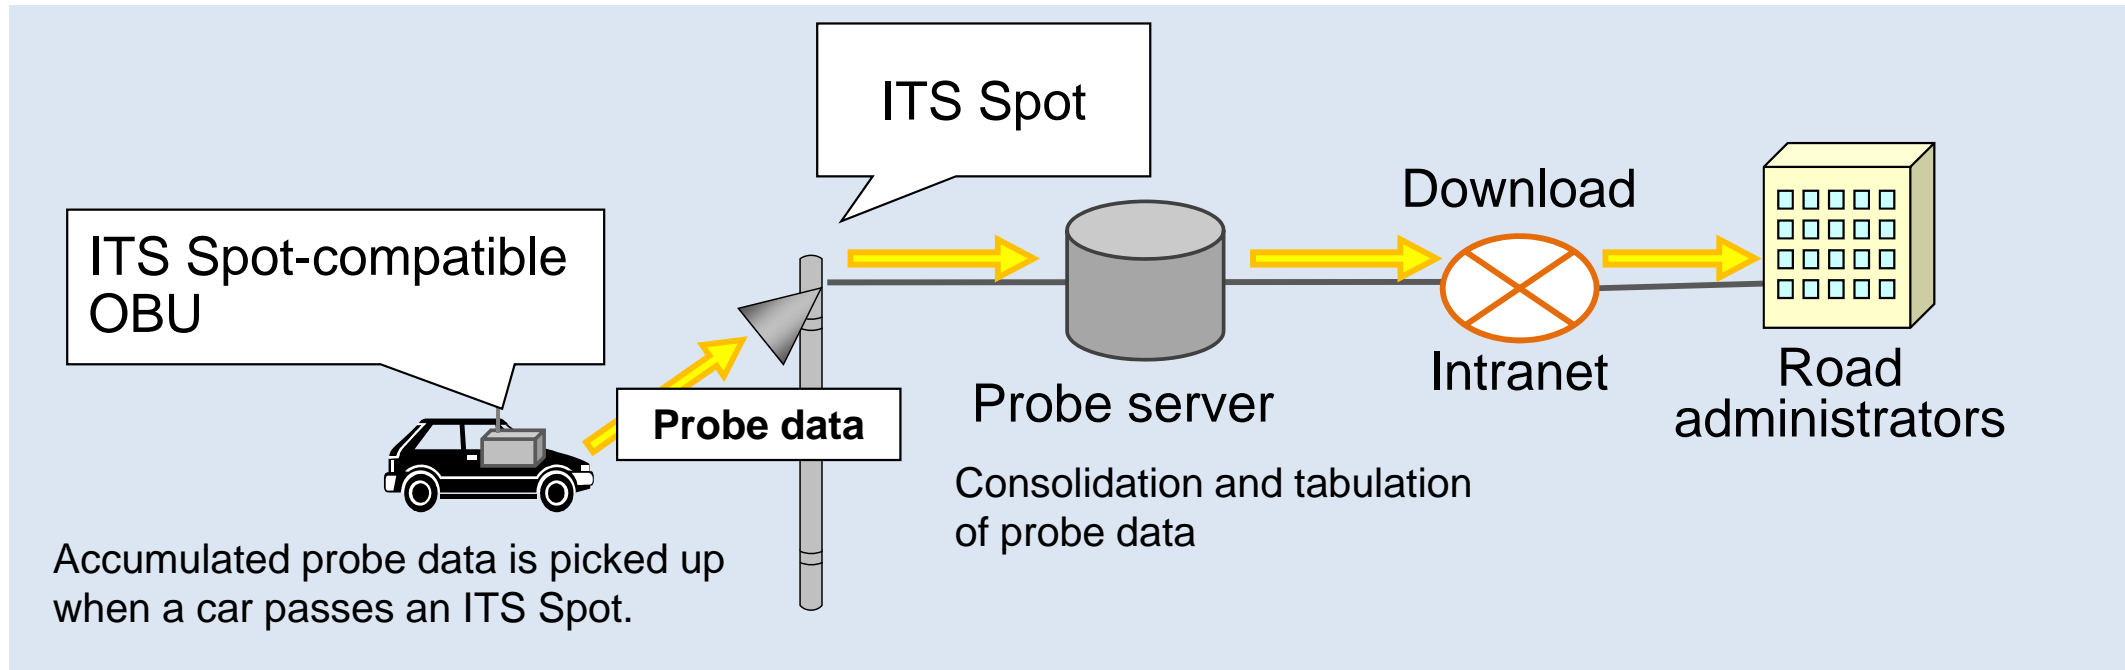 ITS Spot
ITS Spot-compatible
OBU
Probe data
Accumulated probe data is picked up
when a car passes an ITS Spot.
Probe server
Consolidation and tabulation
of probe data
Download
Intranet
Road
administrators